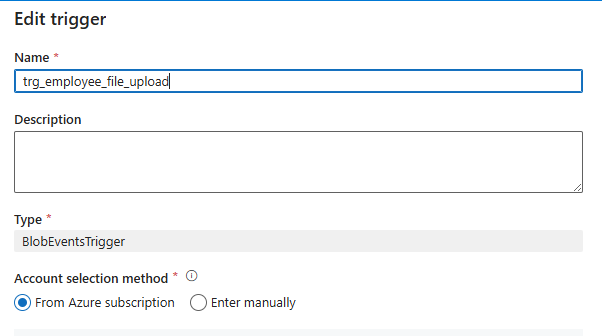 Edit trigger
Name *
trg_employee_file_upload
Description
Type *
BlobEventsTrigger
Account selection method *
From Azure subscription Enter manually